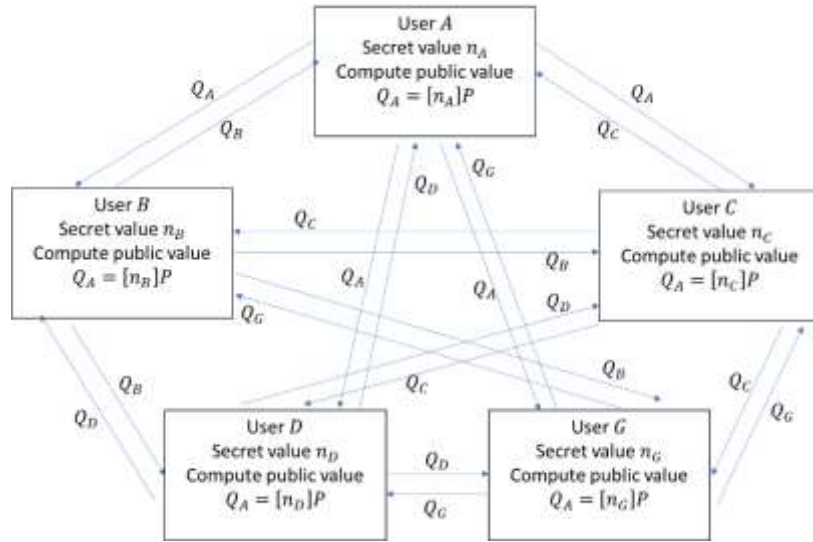 User A
Secret value n_A
Compute public value
Q_A = [n_A]P
Q_A
Q_B
Q_A
Q_C
Q_D
Q_G
User B
Secret value n_B
Compute public value
Q_A = [n_B]P
Q_C
Q_B
User C
Secret value n_C
Compute public value
Q_A = [n_C]P
Q_G
Q_A
Q_A
Q_D
Q_B
Q_D
Q_C
Q_B
Q_C
Q_G
User D
Secret value n_D
Compute public value
Q_A = [n_D]P
Q_D
Q_G
User G
Secret value n_G
Compute public value
Q_A = [n_G]P